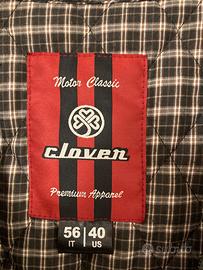 Motor Classic
clover
Premium Apparel
56 40
IT US
subito